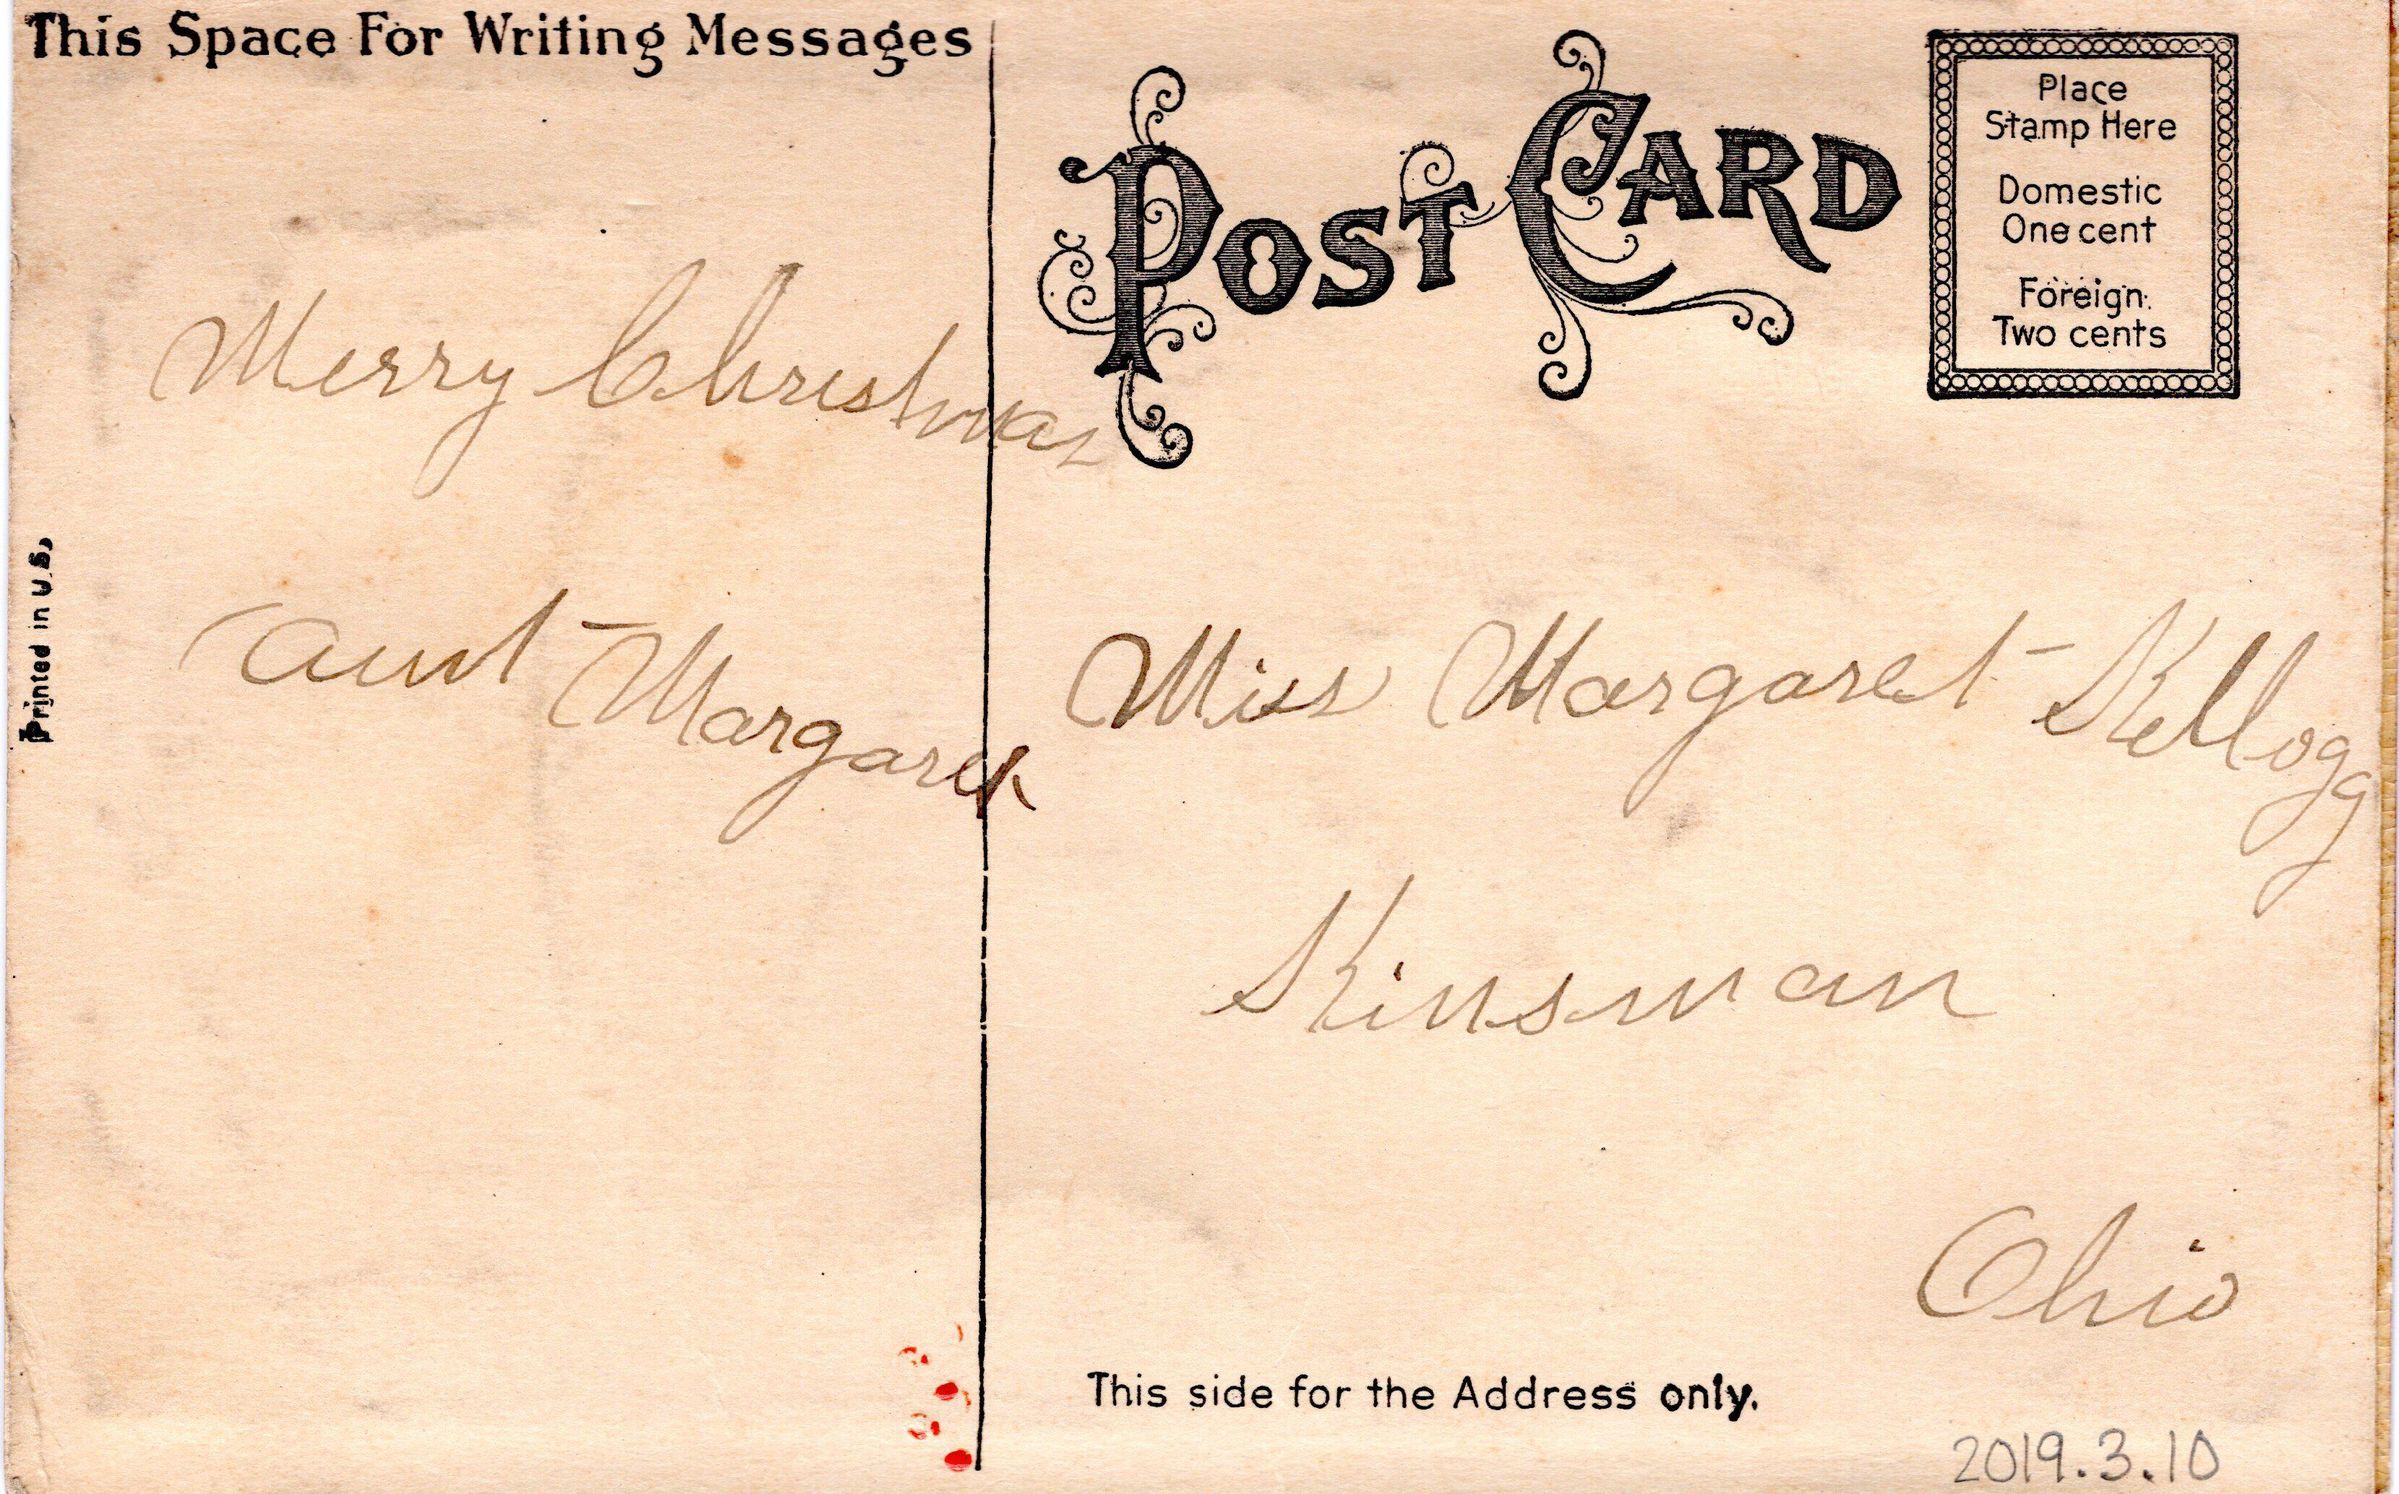 This Space For Writing Messages
Merry Christmas
Aunt Margaret
Printed in U.S,
POST CARD
Place
Stamp Here
Domestic
One cent
Foreign.
Two cents
Miss Margaret Kellogg
Kinsman
Ohio
This side for the Address only.
2019.3.10